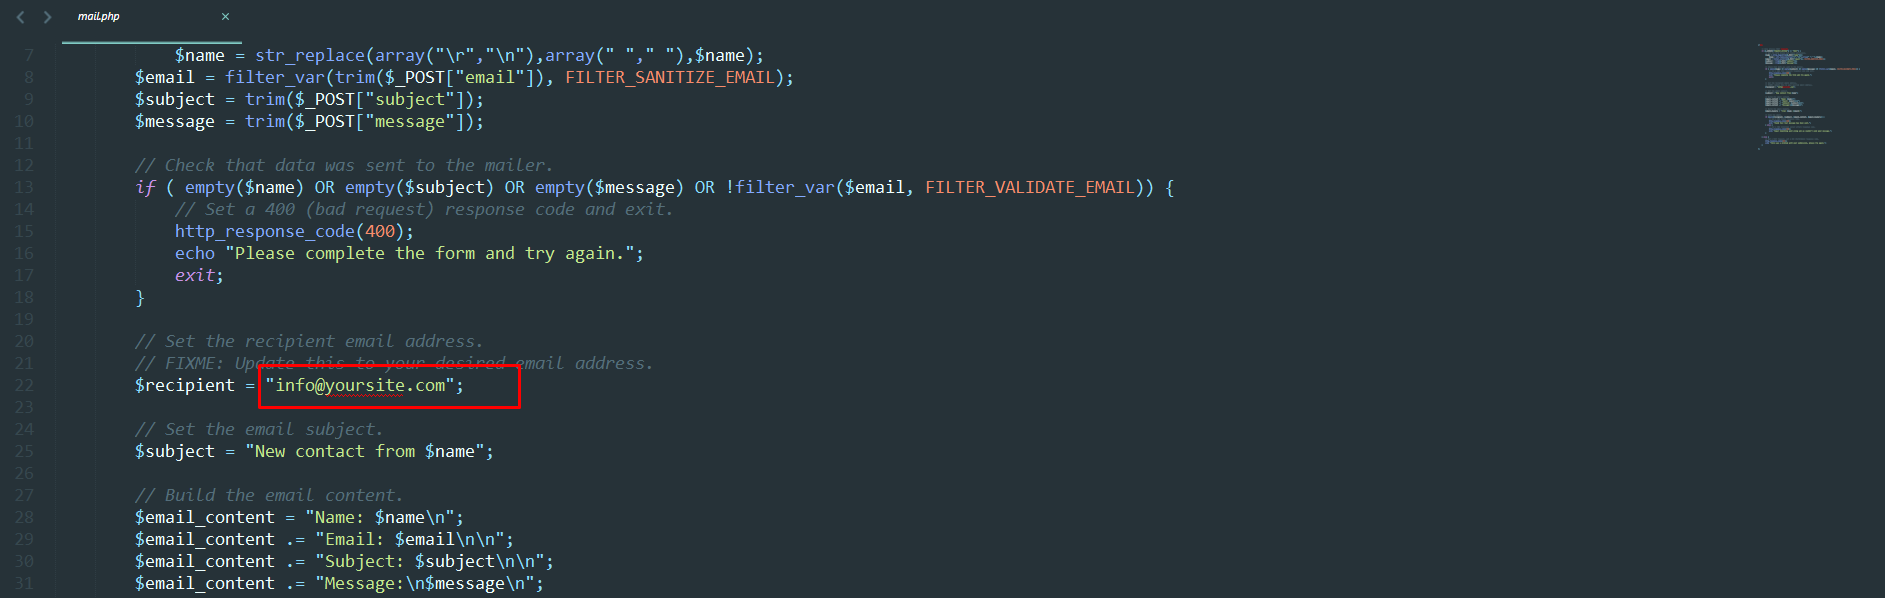 mail.php ×
7 $name = str_replace(array("\r","\n"),array(" "," "),$name);
8 $email = filter_var(trim($_POST["email"]), FILTER_SANITIZE_EMAIL);
9 $subject = trim($_POST["subject"]);
10 $message = trim($_POST["message"]);
11
12 // Check that data was sent to the mailer.
13 if ( empty($name) OR empty($subject) OR empty($message) OR !filter_var($email, FILTER_VALIDATE_EMAIL)) {
14 // Set a 400 (bad request) response code and exit.
15 http_response_code(400);
16 echo "Please complete the form and try again.";
17 exit;
18 }
19
20 // Set the recipient email address.
21 // FIXME: Update this to your desired email address.
22 $recipient = "info@yoursite.com";
23
24 // Set the email subject.
25 $subject = "New contact from $name";
26
27 // Build the email content.
28 $email_content = "Name: $name\n";
29 $email_content .= "Email: $email\n\n";
30 $email_content .= "Subject: $subject\n\n";
31 $email_content .= "Message:\n$message\n";